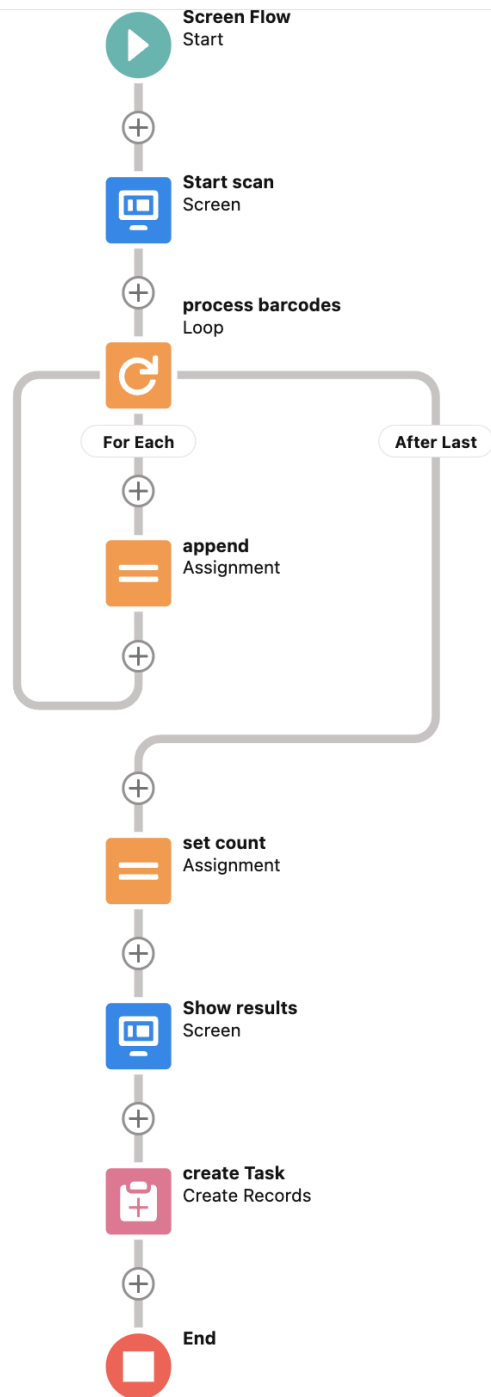 Screen Flow
Start
Start scan
Screen
process barcodes
Loop
For Each
After Last
append
Assignment
set count
Assignment
Show results
Screen
create Task
Create Records
End